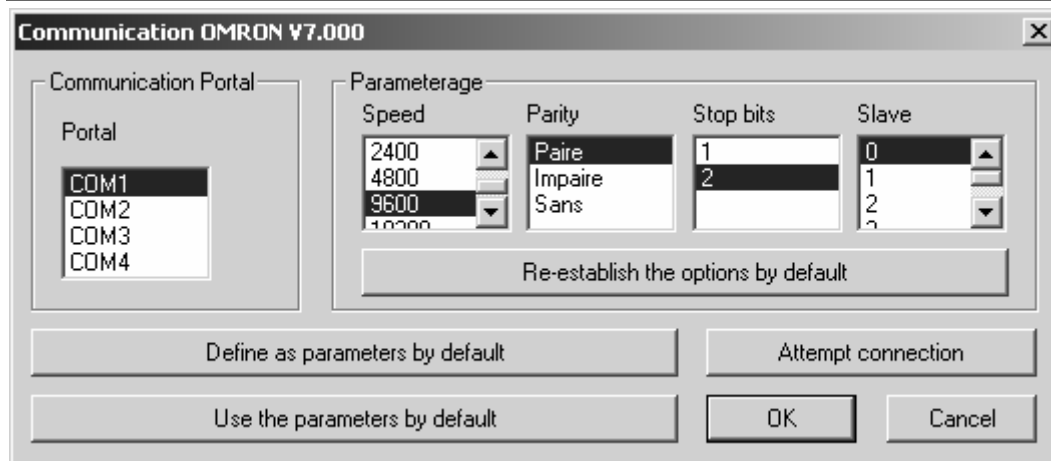 Communication OMRON V7.000
Communication Portal
Portal
COM1
COM2
COM3
COM4
Parameterage
Speed
2400
4800
9600
Parity
Paire
Impaire
Sans
Stop bits
1
2
Slave
0
1
2
Re-establish the options by default
Define as parameters by default
Attempt connection
Use the parameters by default
OK
Cancel